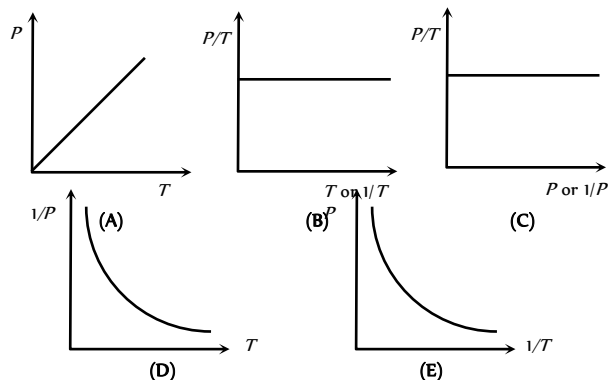 P
P/T
P/T
T
T or 1/T
P or 1/P
(A)
(B)
(C)
1/P
P
T
1/T
(D)
(E)